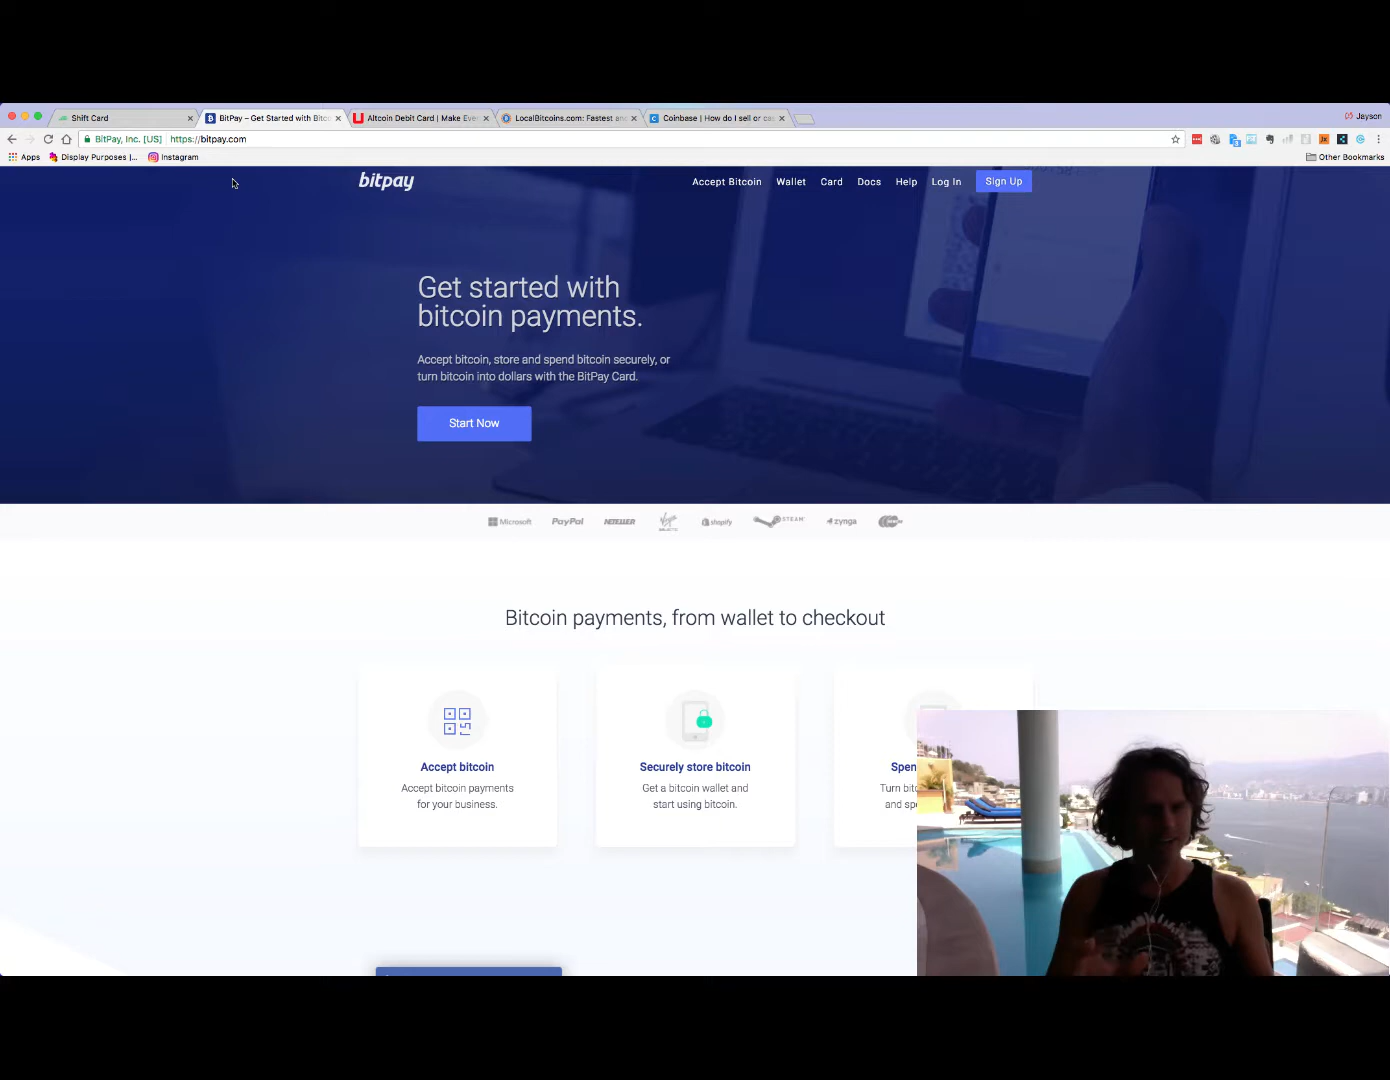 Shift Card
BitPay – Get Started with Bitc
Altcoin Debit Card | Make Eve
LocalBitcoins.com: Fastest and
Coinbase | How do I sell or ca
Jayson
BitPay, Inc. [US]
https://bitpay.com
Apps
Display Purposes |...
Instagram
Other Bookmarks
bitpay
Accept Bitcoin
Wallet
Card
Docs
Help
Log In
Sign Up
Get started with
bitcoin payments.
Accept bitcoin, store and spend bitcoin securely, or
turn bitcoin into dollars with the BitPay Card.
Start Now
Microsoft
PayPal
NETELLER
shopify
STEAM
zynga
Bitcoin payments, from wallet to checkout
Accept bitcoin
Accept bitcoin payments
for your business.
Securely store bitcoin
Get a bitcoin wallet and
start using bitcoin.
Spen
Turn bitc
and spe